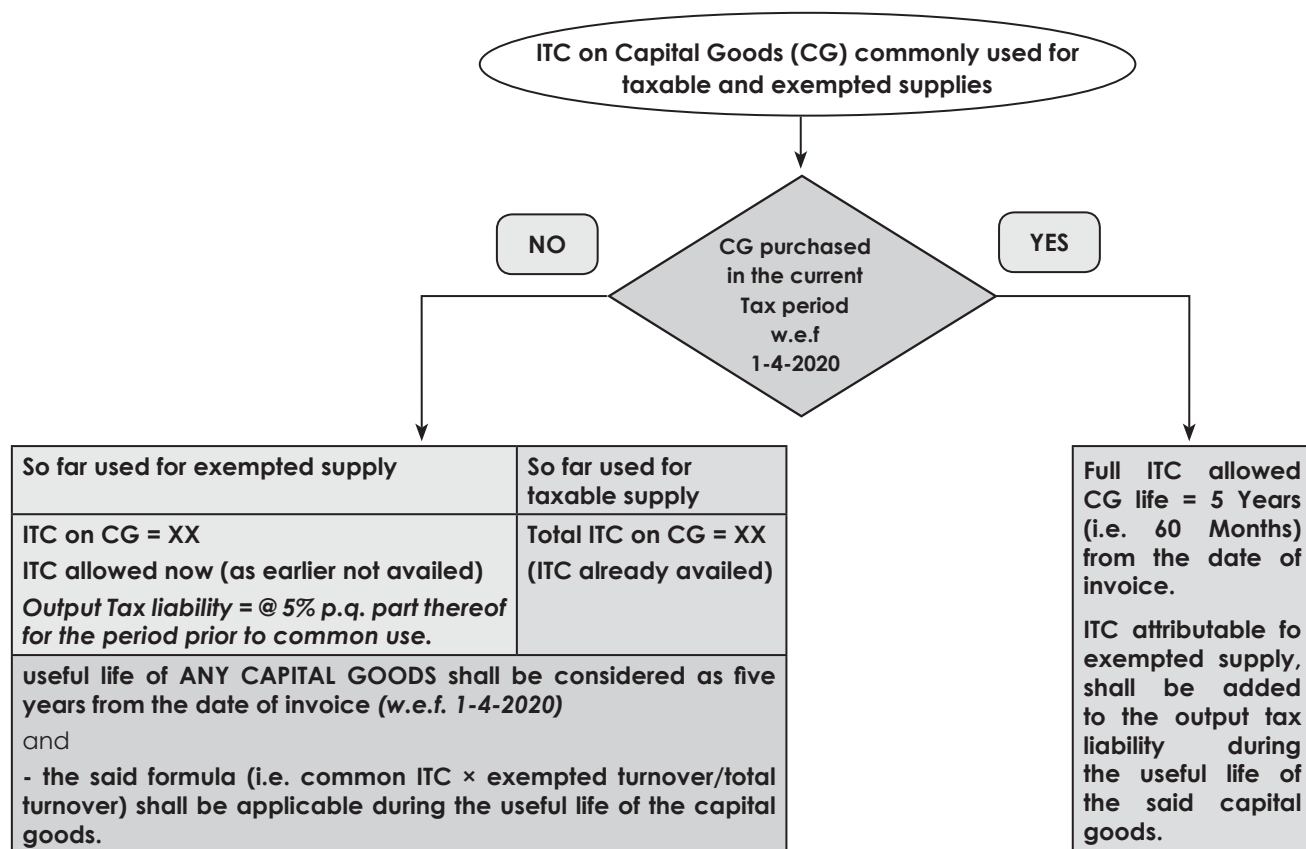 ITC on Capital Goods (CG) commonly used for
taxable and exempted supplies
NO
CG purchased
in the current
Tax period
w.e.f
1-4-2020
YES
So far used for exempted supply
So far used for
taxable supply
ITC on CG = XX
ITC allowed now (as earlier not availed)
Output Tax liability = @ 5% p.q. part thereof
for the period prior to common use.
Total ITC on CG = XX
(ITC already availed)
useful life of ANY CAPITAL GOODS shall be considered as five
years from the date of invoice (w.e.f. 1-4-2020)
and
- the said formula (i.e. common ITC × exempted turnover/total
turnover) shall be applicable during the useful life of the capital
goods.
Full ITC allowed
CG life = 5 Years
(i.e. 60 Months)
from the date of
invoice.
ITC attributable fo
exempted supply,
shall be added
to the output tax
liability during
the useful life of
the said capital
goods.